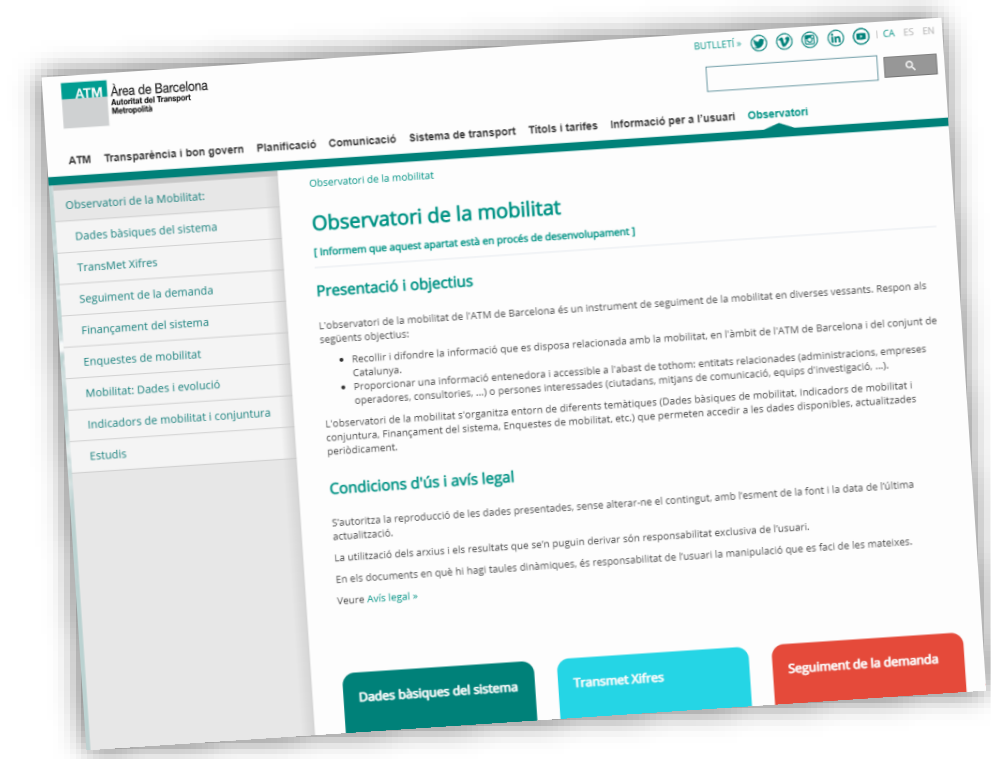 BUTLLETÍ »
| CA ES EN
ATM Àrea de Barcelona
Autoritat del Transport
Metropolità
ATM Transparència i bon govern Planificació Comunicació Sistema de transport Títols i tarifes Informació per a l'usuari Observatori
Observatori de la Mobilitat:
Dades bàsiques del sistema
TransMet Xifres
Seguiment de la demanda
Finançament del sistema
Enquestes de mobilitat
Mobilitat: Dades i evolució
Indicadors de mobilitat i conjuntura
Estudis
Observatori de la mobilitat
Observatori de la mobilitat
[ Informem que aquest apartat està en procés de desenvolupament ]
Presentació i objectius
L'observatori de la mobilitat de l'ATM de Barcelona és un instrument de seguiment de la mobilitat en diverses vessants. Respon als
següents objectius:
• Recollir i difondre la informació que es disposa relacionada amb la mobilitat, en l'àmbit de l'ATM de Barcelona i del conjunt de
Catalunya.
• Proporcionar una informació entenedora i accessible a l'abast de tothom: entitats relacionades (administracions, empreses
operadores, consultories, ...) o persones interessades (ciutadans, mitjans de comunicació, equips d'investigació, ...).
L'observatori de la mobilitat s'organitza entorn de diferents temàtiques (Dades bàsiques de mobilitat, Indicadors de mobilitat i
conjuntura, Finançament del sistema, Enquestes de mobilitat, etc.) que permeten accedir a les dades disponibles, actualitzades
periòdicament.
Condicions d'ús i avís legal
S'autoritza la reproducció de les dades presentades, sense alterar-ne el contingut, amb l'esment de la font i la data de l'última
actualització.
La utilització dels arxius i els resultats que se'n puguin derivar són responsabilitat exclusiva de l'usuari.
En els documents en què hi hagi taules dinàmiques, és responsabilitat de l'usuari la manipulació que es faci de les mateixes.
Veure Avís legal »
Dades bàsiques del sistema
Transmet Xifres
Seguiment de la demanda